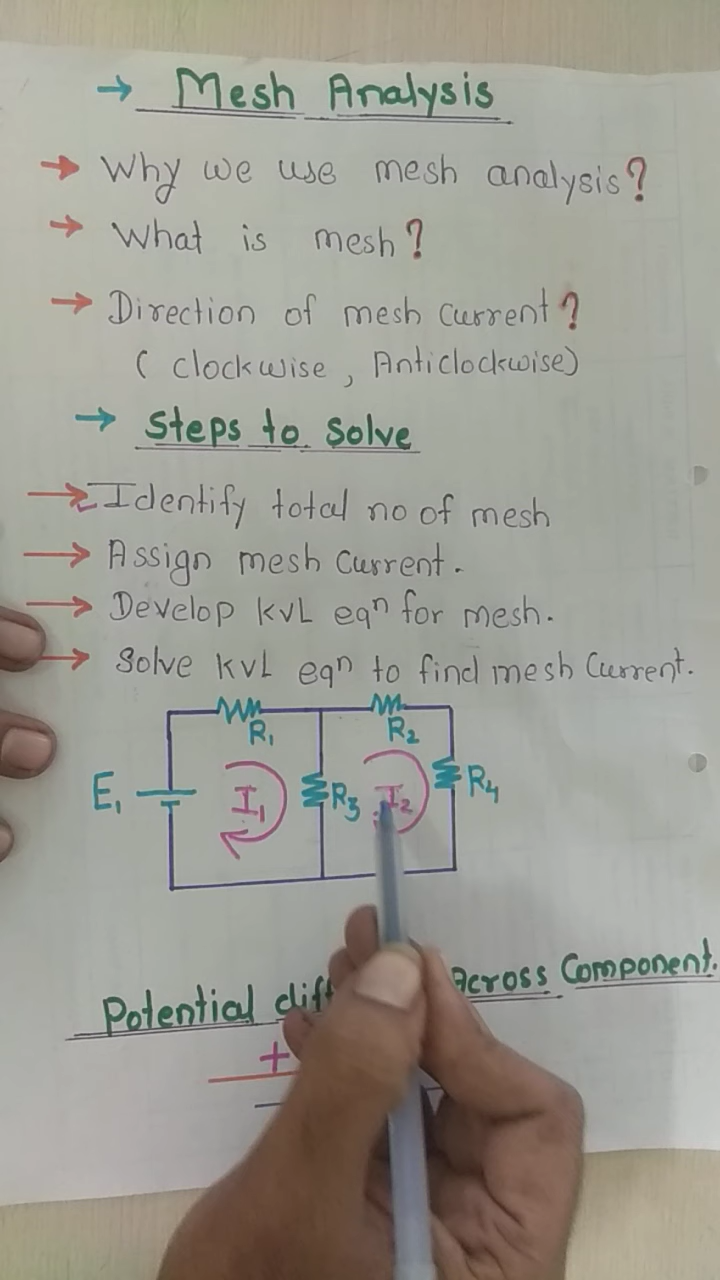 → Mesh Analysis
→ Why we use mesh analysis?
→ What is mesh?
→ Direction of mesh current?
( clockwise, Anticlockwise)
→ Steps to Solve
→ Identify total no of mesh
→ Assign mesh Current.
→ Develop KVL eqⁿ for mesh.
→ Solve KVL eqⁿ to find mesh Current.
R₁ R₂
E₁ I₁ R₃ I₂ R₄
Potential Across Component.
+